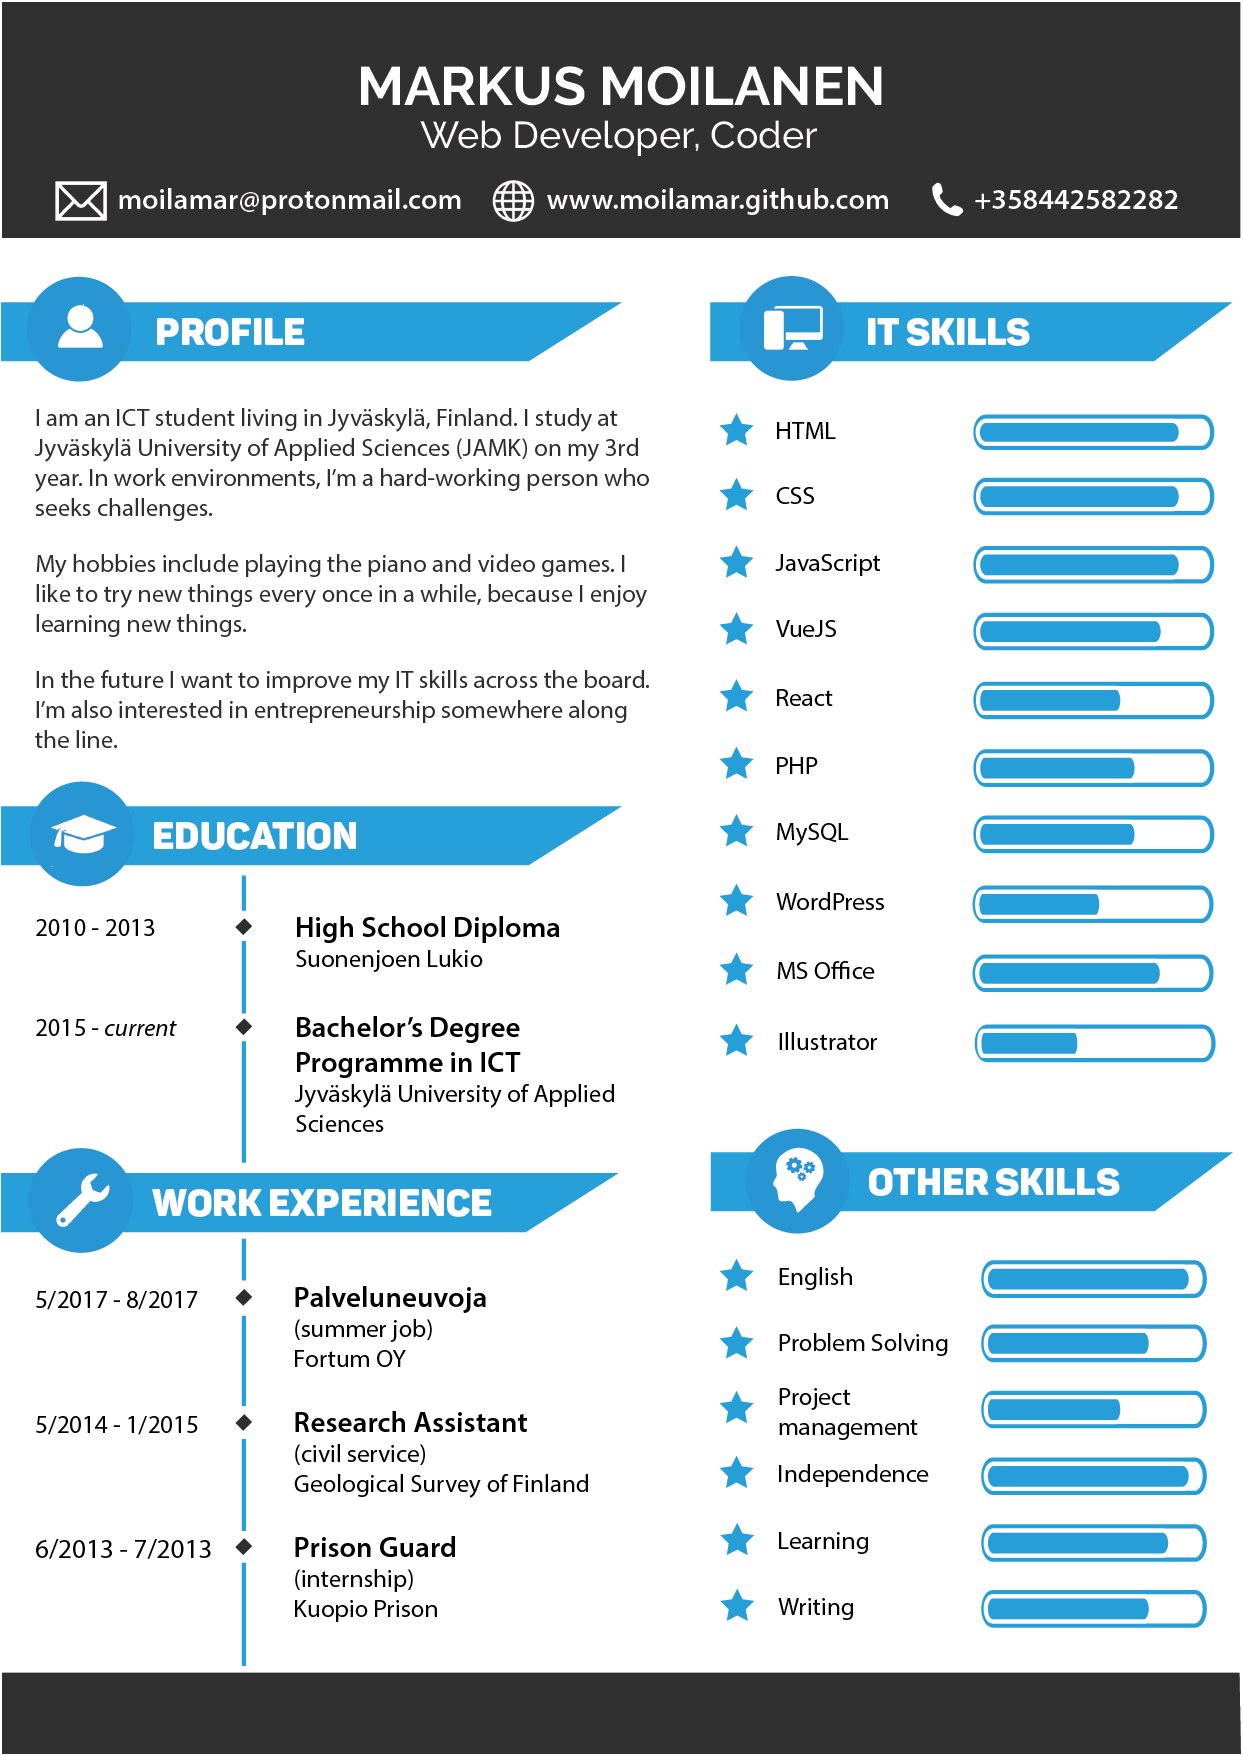 MARKUS MOILANEN
Web Developer, Coder
moilamar@protonmail.com
www.moilamar.github.com
+358442582282
PROFILE
I am an ICT student living in Jyväskylä, Finland. I study at
Jyväskylä University of Applied Sciences (JAMK) on my 3rd
year. In work environments, I'm a hard-working person who
seeks challenges.
My hobbies include playing the piano and video games. I
like to try new things every once in a while, because I enjoy
learning new things.
In the future I want to improve my IT skills across the board.
I'm also interested in entrepreneurship somewhere along
the line.
EDUCATION
2010 - 2013
High School Diploma
Suonenjoen Lukio
2015 - current
Bachelor's Degree
Programme in ICT
Jyväskylä University of Applied
Sciences
WORK EXPERIENCE
5/2017 - 8/2017
Palveluneuvoja
(summer job)
Fortum OY
5/2014 - 1/2015
Research Assistant
(civil service)
Geological Survey of Finland
6/2013 - 7/2013
Prison Guard
(internship)
Kuopio Prison
IT SKILLS
HTML
CSS
JavaScript
VueJS
React
PHP
MySQL
WordPress
MS Office
Illustrator
OTHER SKILLS
English
Problem Solving
Project
management
Independence
Learning
Writing